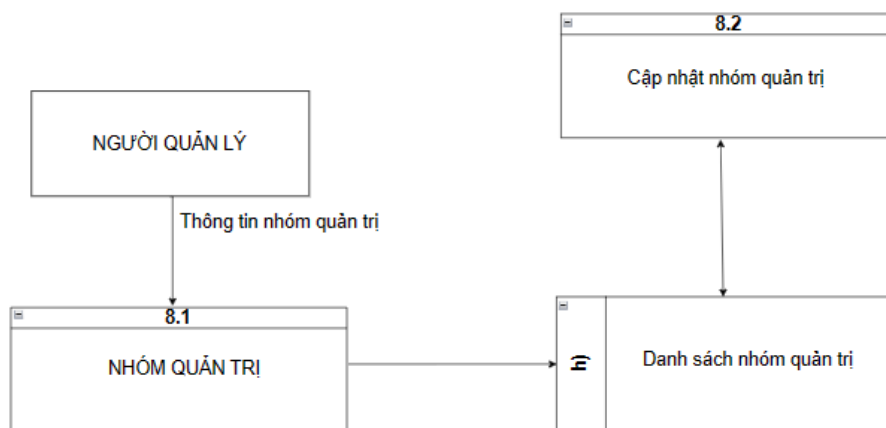 8.2
Cập nhật nhóm quản trị
NGƯỜI QUẢN LÝ
Thông tin nhóm quản trị
8.1
NHÓM QUẢN TRỊ
h)
Danh sách nhóm quản trị